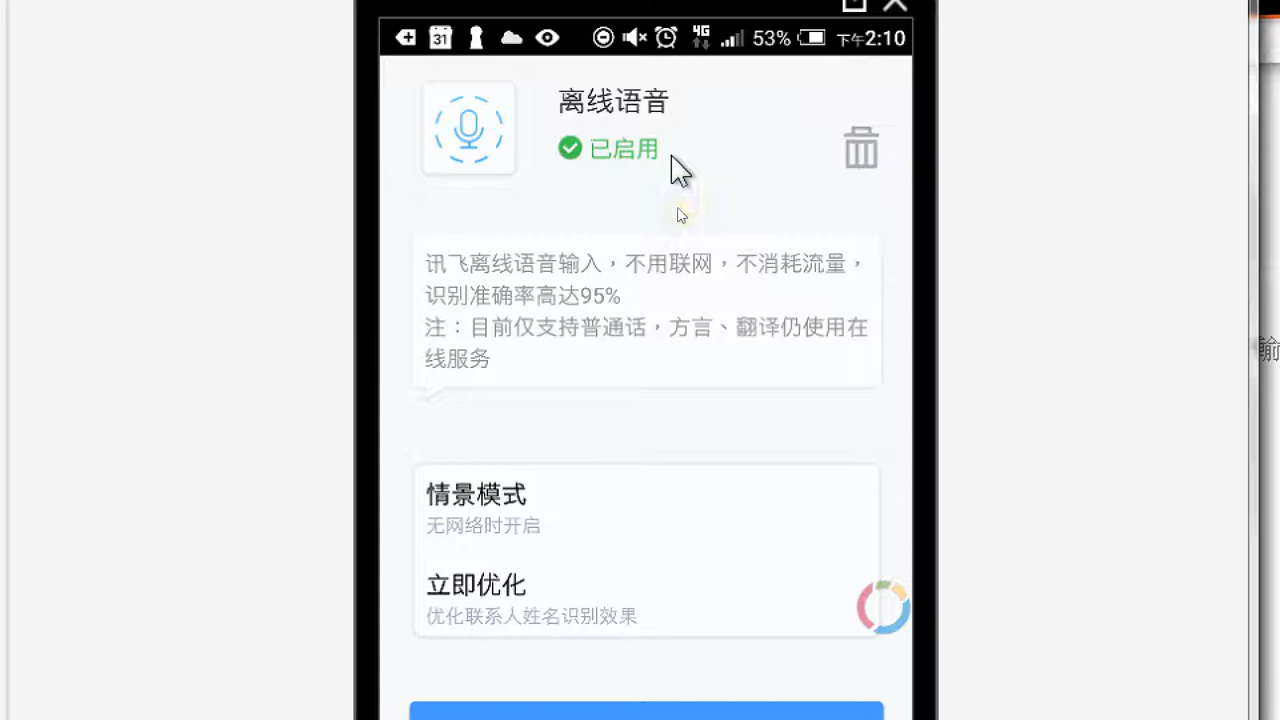 31
4G
53%
下午2:10
离线语音
已启用
讯飞离线语音输入，不用联网，不消耗流量，
识别准确率高达95%
注：目前仅支持普通话，方言、翻译仍使用在
线服务
情景模式
无网络时开启
立即优化
优化联系人姓名识别效果
输